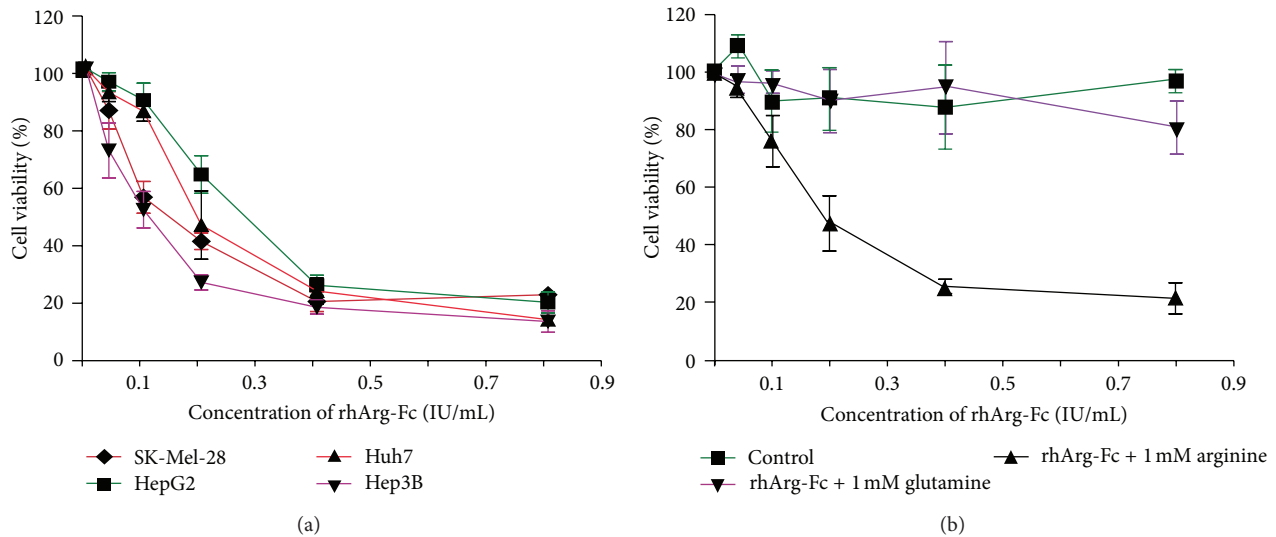 120
100
80
60
40
20
0
Cell viability (%)
0.1 0.3 0.5 0.7 0.9
Concentration of rhArg-Fc (IU/mL)
SK-Mel-28 Huh7
HepG2 Hep3B
(a)
120
100
80
60
40
20
0
Cell viability (%)
0.1 0.3 0.5 0.7 0.9
Concentration of rhArg-Fc (IU/mL)
Control rhArg-Fc + 1 mM arginine
rhArg-Fc + 1 mM glutamine
(b)